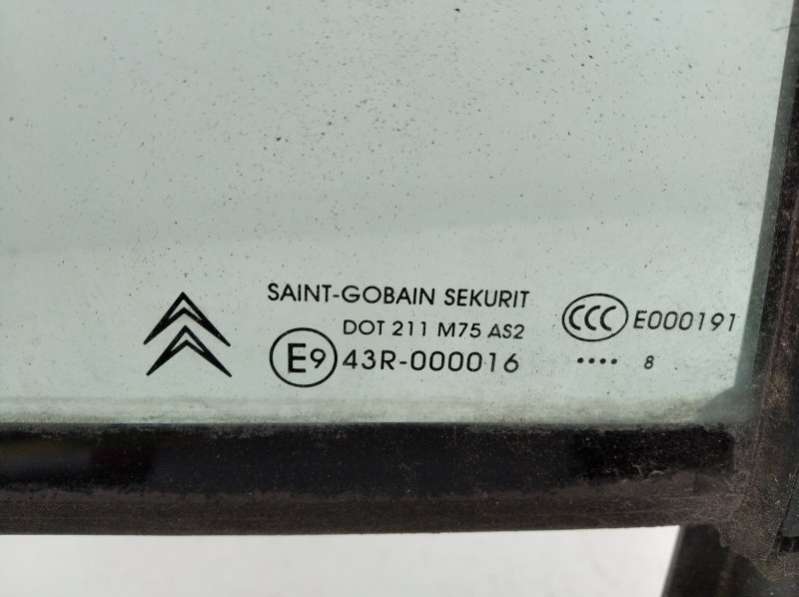 SAINT-GOBAIN SEKURIT
DOT 211 M75 AS2
E9 43R-000016
CCC E000191
•••• 8